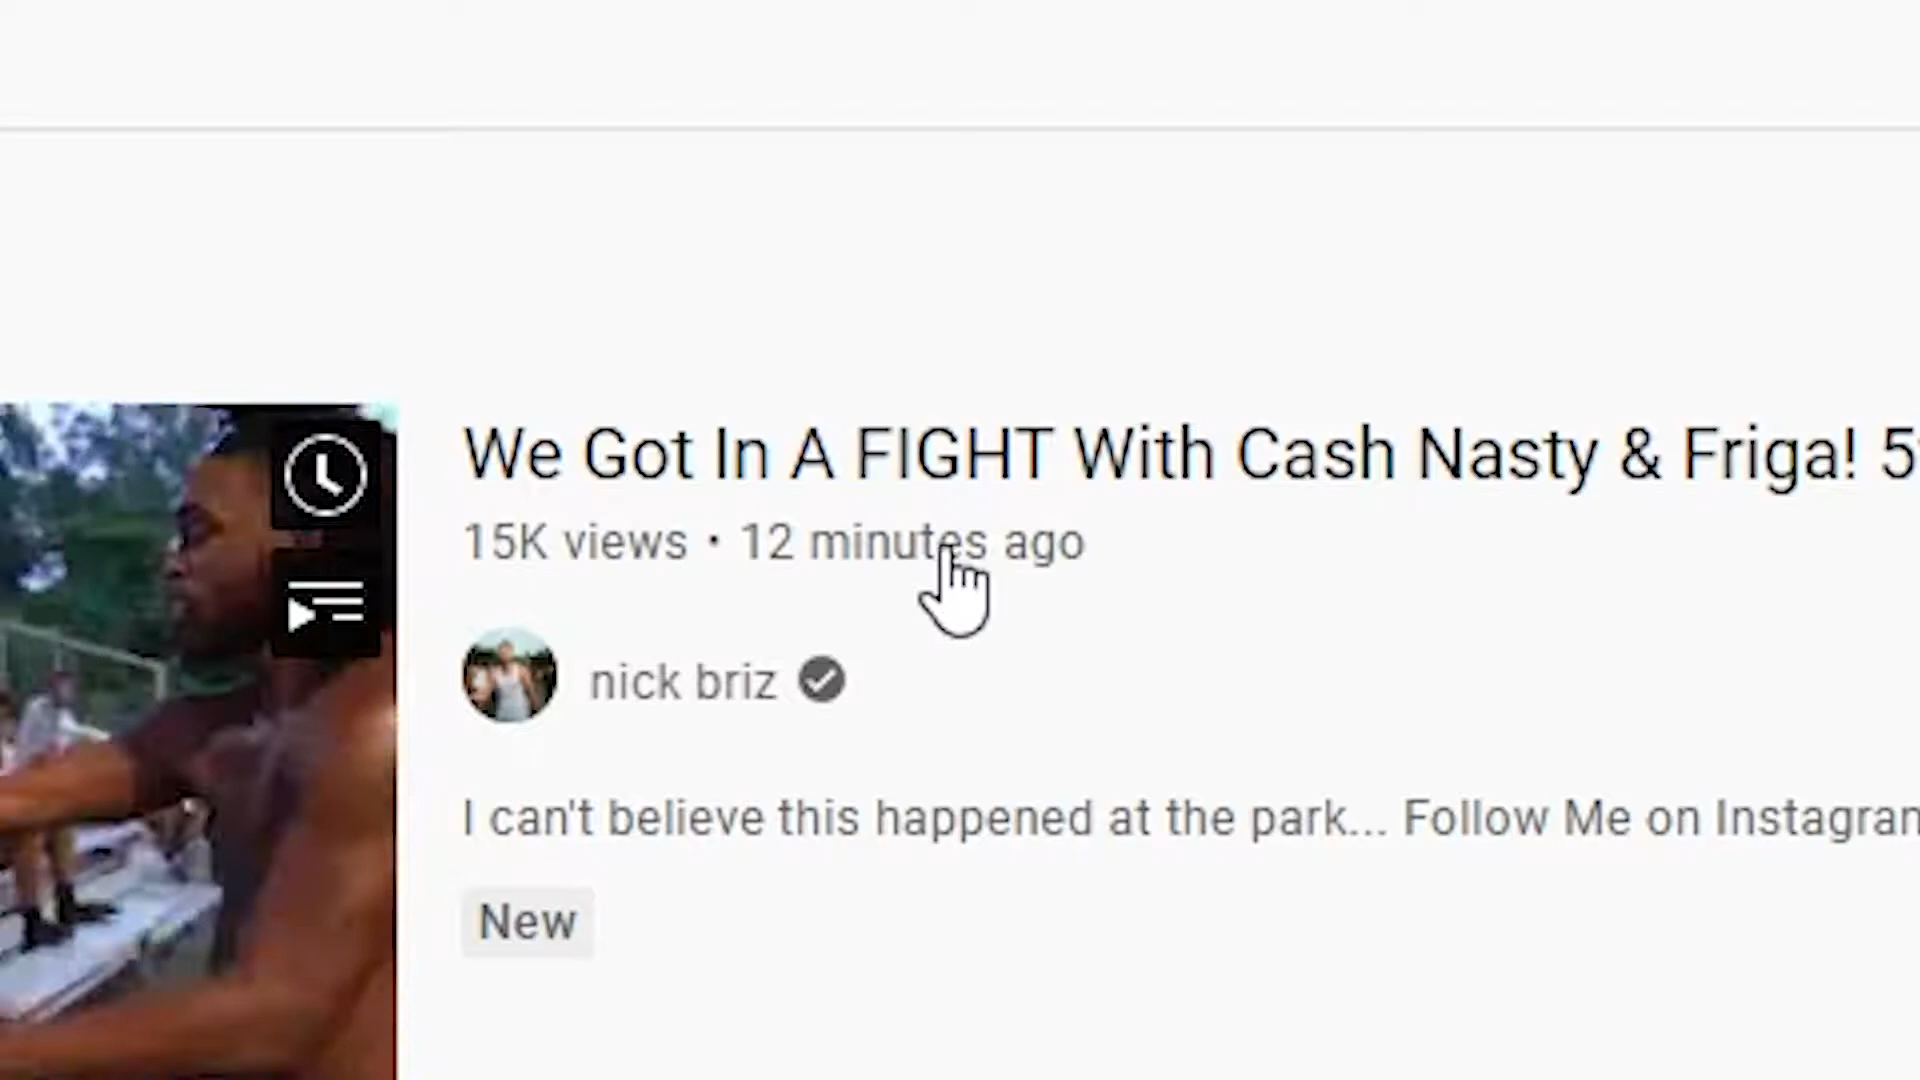 We Got In A FIGHT With Cash Nasty & Friga! 5
15K views • 12 minutes ago
nick briz
I can't believe this happened at the park... Follow Me on Instagram
New